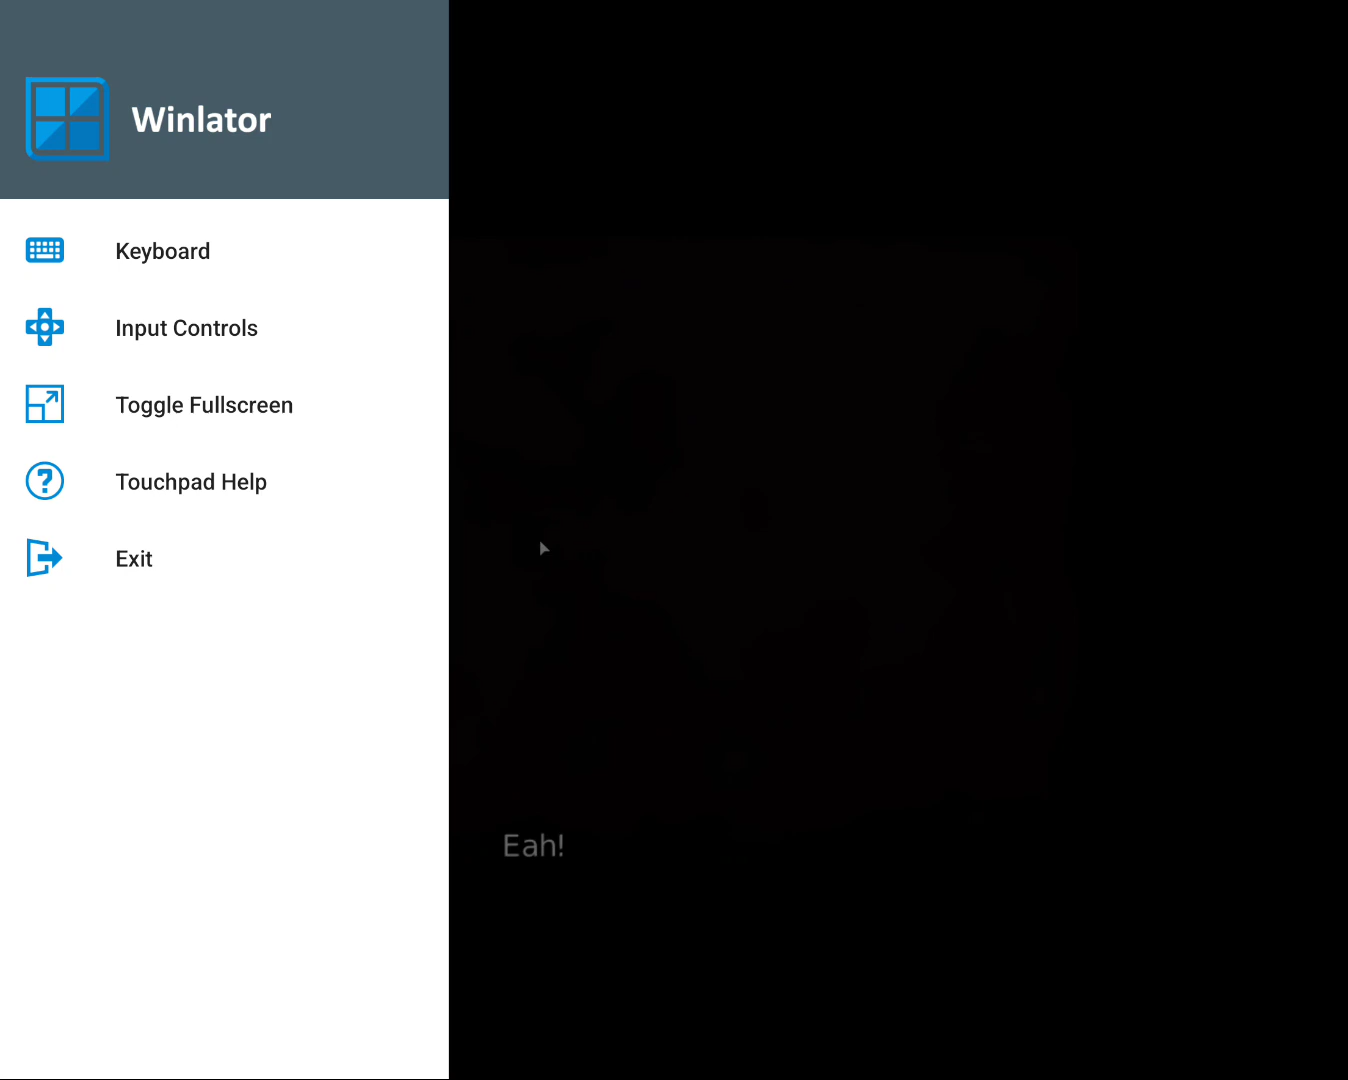 Winlator
Keyboard
Input Controls
Toggle Fullscreen
Touchpad Help
Exit
Eah!